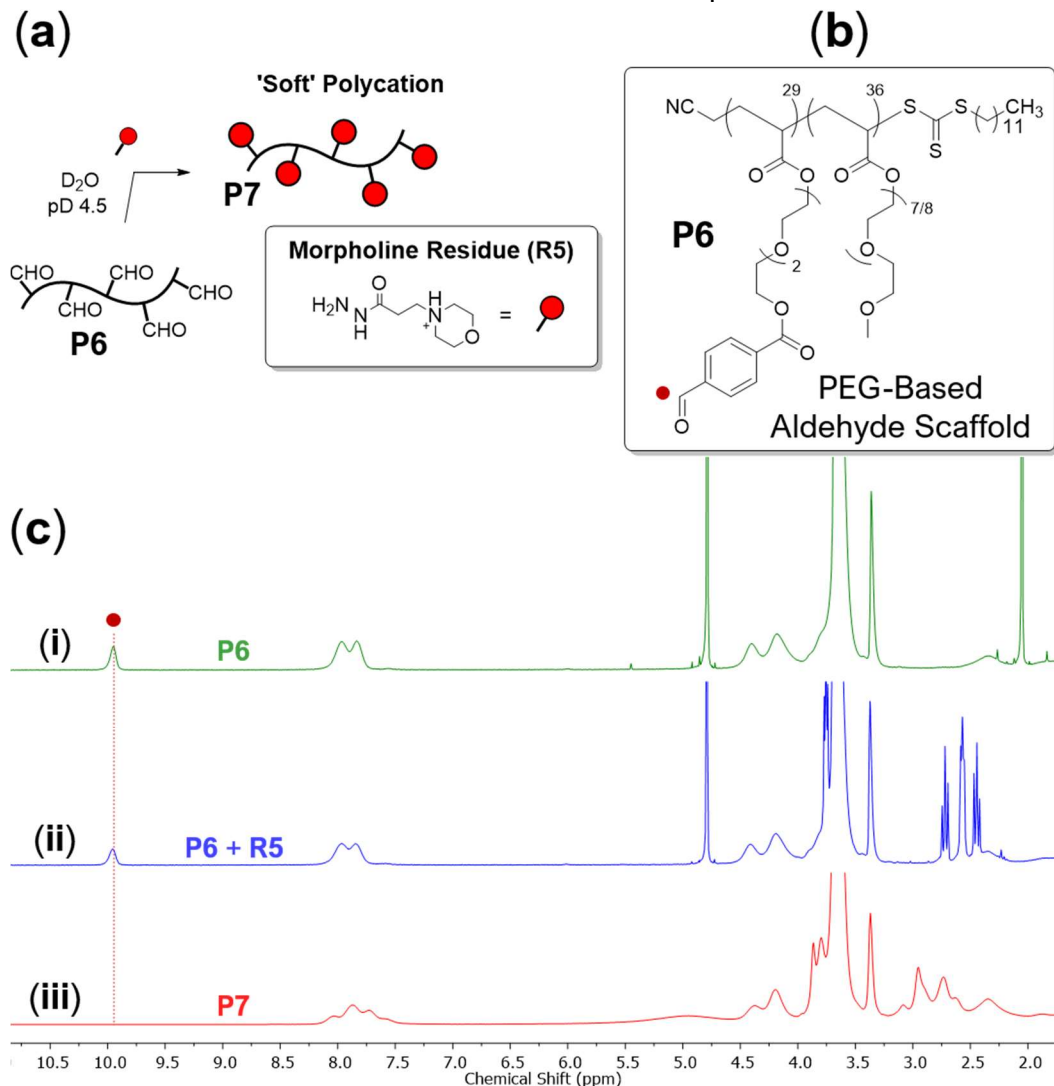 (a)
'Soft' Polycation
D₂O
pD 4.5
P7
CHO CHO CHO
CHO CHO
P6
Morpholine Residue (R5)
H₂N
N
H
O
H
N
+
O
=
(b)
NC
29
36
S S CH₃
11
S
O O O O
7/8
P6
O O
2
O O
O
O
O
PEG-Based
Aldehyde Scaffold
(c)
(i) P6
(ii) P6 + R5
(iii) P7
10.5 10.0 9.5 9.0 8.5 8.0 7.5 7.0 6.5 6.0 5.5 5.0 4.5 4.0 3.5 3.0 2.5 2.0
Chemical Shift (ppm)